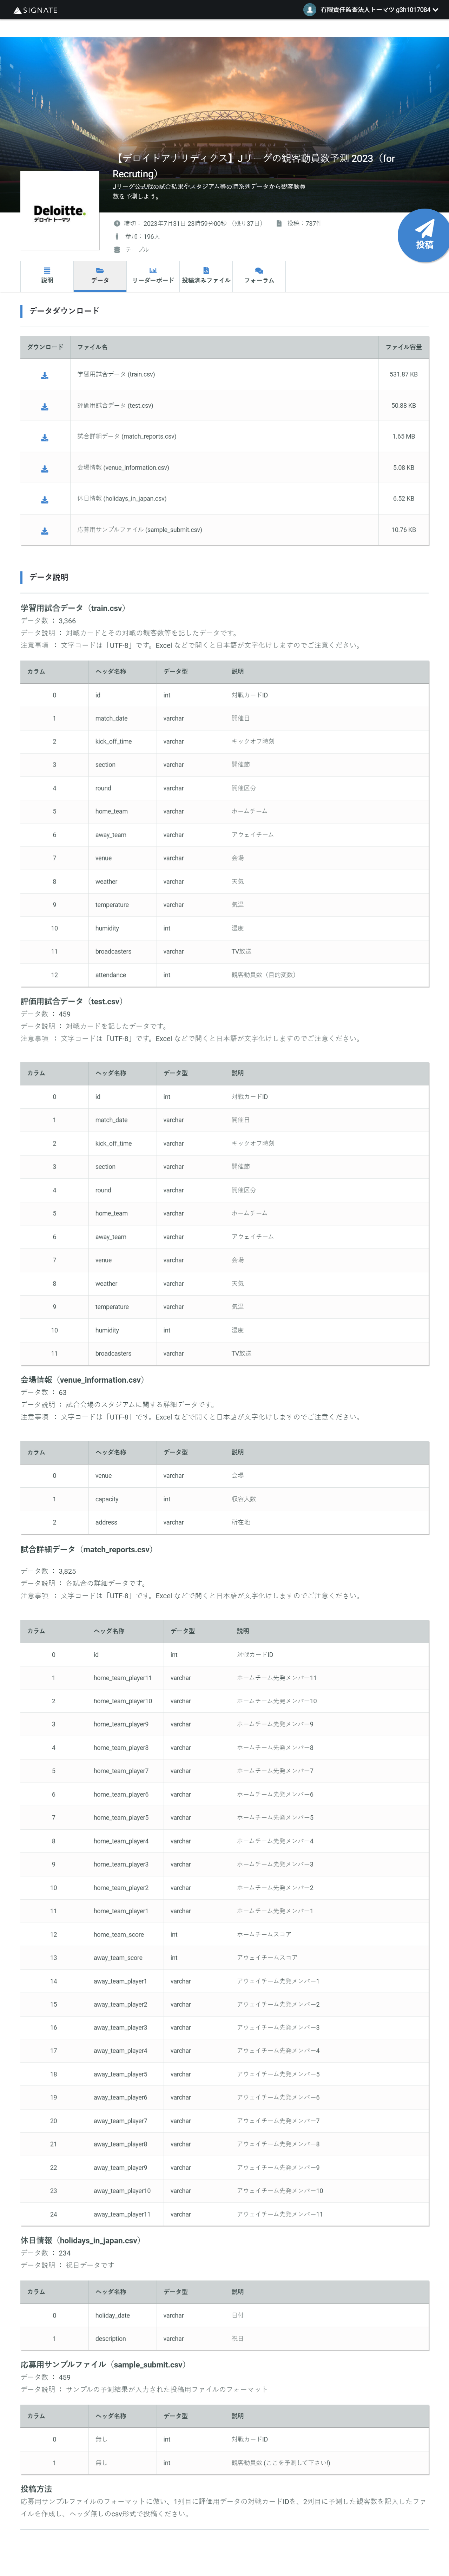 SIGNATE
有限責任監査法人トーマツ g3h1017084
【デロイトアナリティクス】Jリーグの観客動員数予測 2023（for
Recruting）
Jリーグ公式戦の試合結果やスタジアム等の時系列データから観客動員
数を予測しよう。
Deloitte.
デロイト トーマツ
締切： 2023年7月31日 23時59分00秒 （残り37日） 投稿：737件
参加：196人
テーブル
投稿
説明 データ リーダーボード 投稿済みファイル フォーラム
データダウンロード
ダウンロード ファイル名 ファイル容量
学習用試合データ (train.csv) 531.87 KB
評価用試合データ (test.csv) 50.88 KB
試合詳細データ (match_reports.csv) 1.65 MB
会場情報 (venue_information.csv) 5.08 KB
休日情報 (holidays_in_japan.csv) 6.52 KB
応募用サンプルファイル (sample_submit.csv) 10.76 KB
データ説明
学習用試合データ（train.csv）
データ数 ： 3,366
データ説明 ： 対戦カードとその対戦の観客数等を記したデータです。
注意事項 ： 文字コードは「UTF-8」です。Excel などで開くと日本語が文字化けしますのでご注意ください。
カラム ヘッダ名称 データ型 説明
0 id int 対戦カードID
1 match_date varchar 開催日
2 kick_off_time varchar キックオフ時刻
3 section varchar 開催節
4 round varchar 開催区分
5 home_team varchar ホームチーム
6 away_team varchar アウェイチーム
7 venue varchar 会場
8 weather varchar 天気
9 temperature varchar 気温
10 humidity int 湿度
11 broadcasters varchar TV放送
12 attendance int 観客動員数（目的変数）
評価用試合データ（test.csv）
データ数 ： 459
データ説明 ： 対戦カードを記したデータです。
注意事項 ： 文字コードは「UTF-8」です。Excel などで開くと日本語が文字化けしますのでご注意ください。
カラム ヘッダ名称 データ型 説明
0 id int 対戦カードID
1 match_date varchar 開催日
2 kick_off_time varchar キックオフ時刻
3 section varchar 開催節
4 round varchar 開催区分
5 home_team varchar ホームチーム
6 away_team varchar アウェイチーム
7 venue varchar 会場
8 weather varchar 天気
9 temperature varchar 気温
10 humidity int 湿度
11 broadcasters varchar TV放送
会場情報（venue_information.csv）
データ数 ： 63
データ説明 ： 試合会場のスタジアムに関する詳細データです。
注意事項 ： 文字コードは「UTF-8」です。Excel などで開くと日本語が文字化けしますのでご注意ください。
カラム ヘッダ名称 データ型 説明
0 venue varchar 会場
1 capacity int 収容人数
2 address varchar 所在地
試合詳細データ（match_reports.csv）
データ数 ： 3,825
データ説明 ： 各試合の詳細データです。
注意事項 ： 文字コードは「UTF-8」です。Excel などで開くと日本語が文字化けしますのでご注意ください。
カラム ヘッダ名称 データ型 説明
0 id int 対戦カードID
1 home_team_player11 varchar ホームチーム先発メンバー11
2 home_team_player10 varchar ホームチーム先発メンバー10
3 home_team_player9 varchar ホームチーム先発メンバー9
4 home_team_player8 varchar ホームチーム先発メンバー8
5 home_team_player7 varchar ホームチーム先発メンバー7
6 home_team_player6 varchar ホームチーム先発メンバー6
7 home_team_player5 varchar ホームチーム先発メンバー5
8 home_team_player4 varchar ホームチーム先発メンバー4
9 home_team_player3 varchar ホームチーム先発メンバー3
10 home_team_player2 varchar ホームチーム先発メンバー2
11 home_team_player1 varchar ホームチーム先発メンバー1
12 home_team_score int ホームチームスコア
13 away_team_score int アウェイチームスコア
14 away_team_player1 varchar アウェイチーム先発メンバー1
15 away_team_player2 varchar アウェイチーム先発メンバー2
16 away_team_player3 varchar アウェイチーム先発メンバー3
17 away_team_player4 varchar アウェイチーム先発メンバー4
18 away_team_player5 varchar アウェイチーム先発メンバー5
19 away_team_player6 varchar アウェイチーム先発メンバー6
20 away_team_player7 varchar アウェイチーム先発メンバー7
21 away_team_player8 varchar アウェイチーム先発メンバー8
22 away_team_player9 varchar アウェイチーム先発メンバー9
23 away_team_player10 varchar アウェイチーム先発メンバー10
24 away_team_player11 varchar アウェイチーム先発メンバー11
休日情報（holidays_in_japan.csv）
データ数 ： 234
データ説明 ： 祝日データです
カラム ヘッダ名称 データ型 説明
0 holiday_date varchar 日付
1 description varchar 祝日
応募用サンプルファイル（sample_submit.csv）
データ数 ： 459
データ説明 ： サンプルの予測結果が入力された投稿用ファイルのフォーマット
カラム ヘッダ名称 データ型 説明
0 無し int 対戦カードID
1 無し int 観客動員数 (ここを予測して下さい!)
投稿方法
応募用サンプルファイルのフォーマットに倣い、1列目に評価用データの対戦カードIDを、2列目に予測した観客数を記入したファ
イルを作成し、ヘッダ無しのcsv形式で投稿ください。